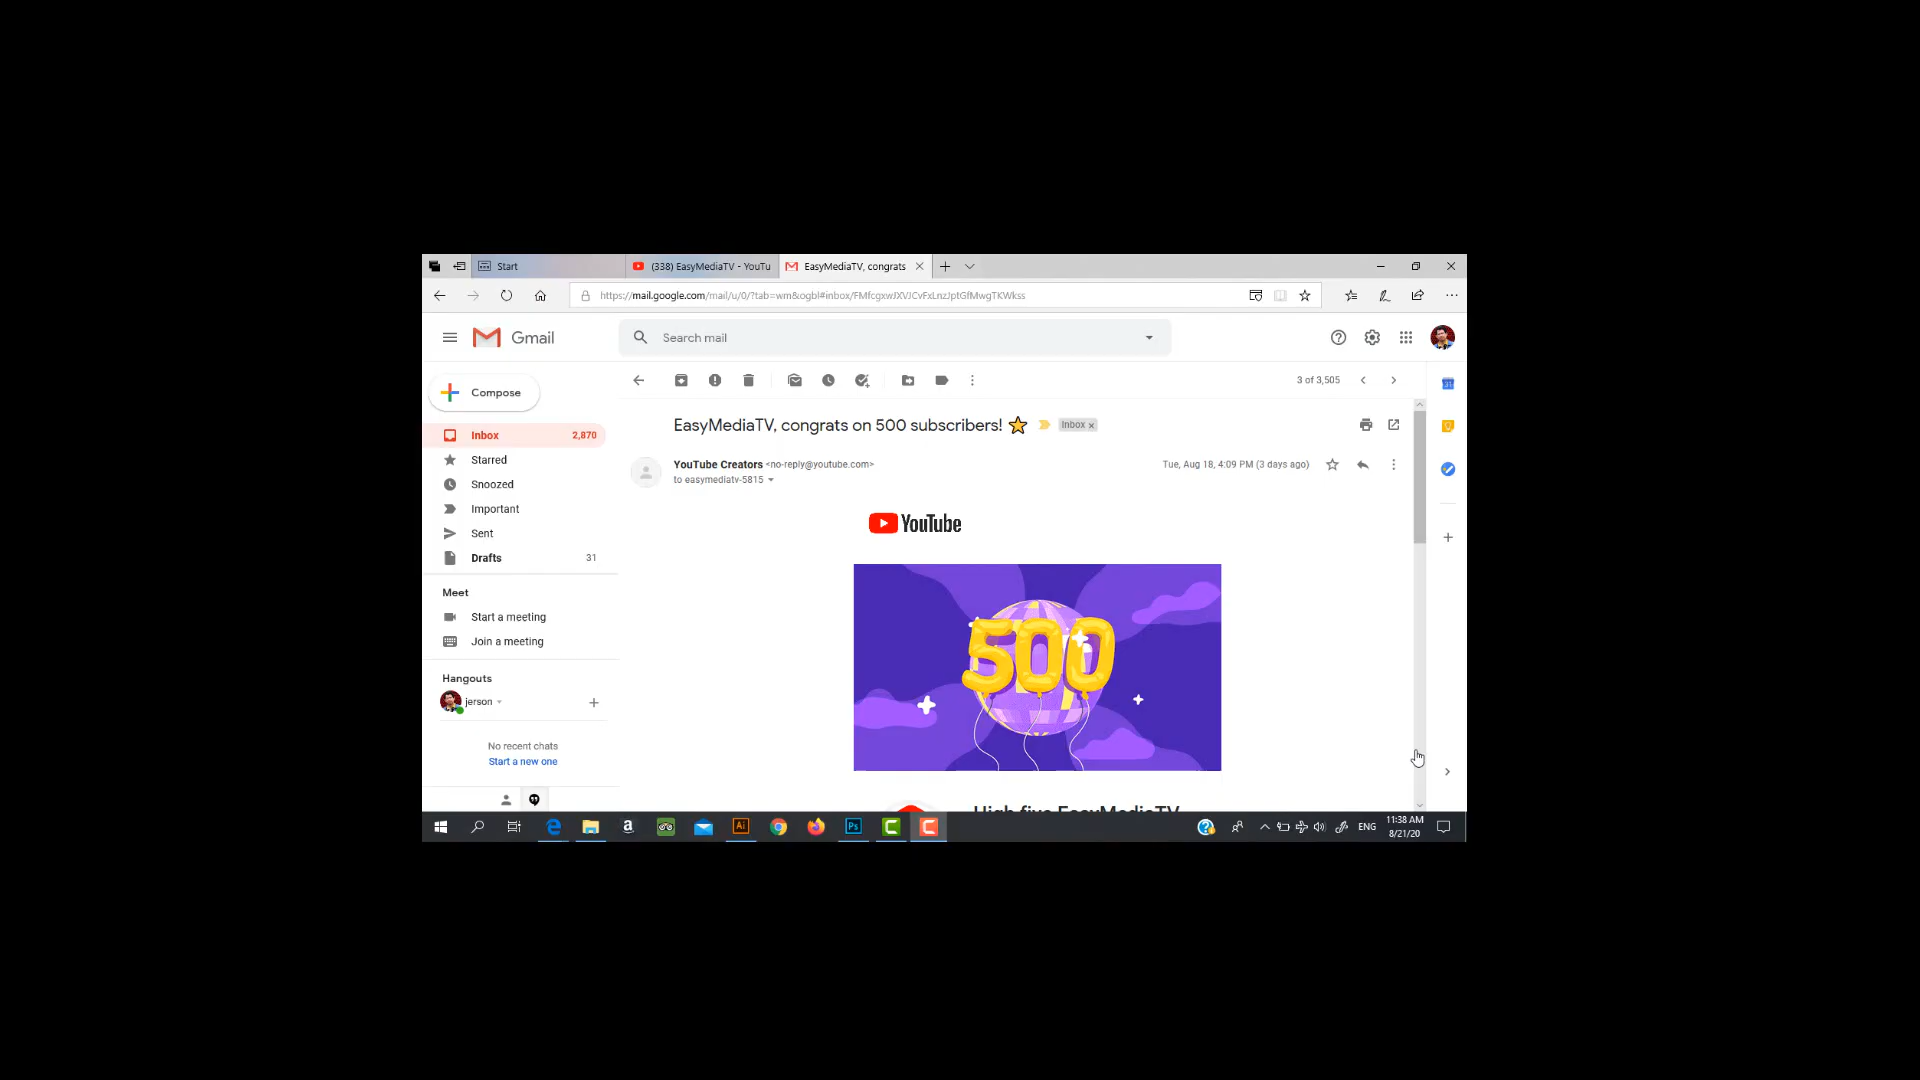 Start
(338) EasyMediaTV - YouTu
EasyMediaTV, congrats
https://mail.google.com/mail/u/0/?tab=wm&ogbl#inbox/
Gmail
Search mail
Compose
3 of 3,505
Inbox 2,870
EasyMediaTV, congrats on 500 subscribers!
Inbox x
Starred
YouTube Creators <no-reply@youtube.com>
Tue, Aug 18, 4:09 PM (3 days ago)
to easymediatv-5815
Snoozed
Important
Sent
Drafts 31
YouTube
500
Meet
Start a meeting
Join a meeting
Hangouts
jerson
No recent chats
Start a new one
High five EasyMediaTV
ENG
11:38 AM
8/21/20